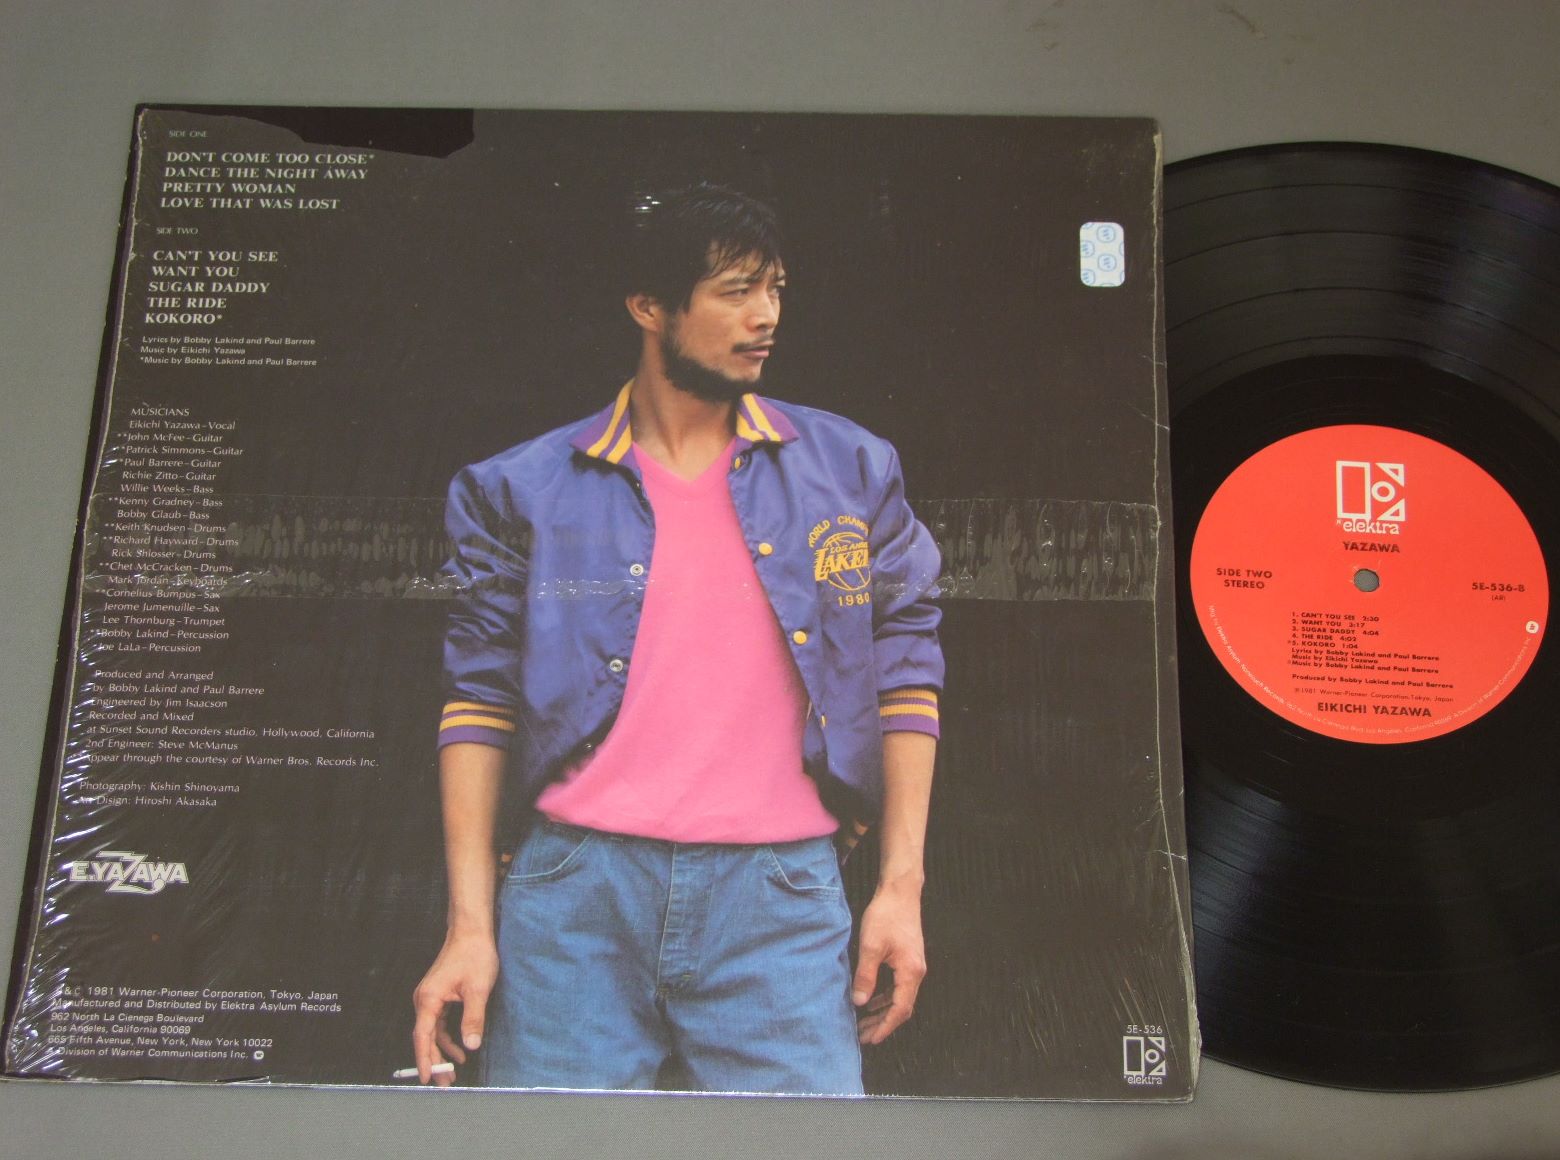 SIDE ONE
DON'T COME TOO CLOSE*
DANCE THE NIGHT AWAY
PRETTY WOMAN
LOVE THAT WAS LOST
SIDE TWO
CAN'T YOU SEE
WANT YOU
SUGAR DADDY
THE RIDE
KOKORO*
Lyrics by Bobby Lakind and Paul Barrere
Music by Eikichi Yazawa
*Music by Bobby Lakind and Paul Barrere
MUSICIANS
Eikichi Yazawa–Vocal
**John McFee–Guitar
**Patrick Simmons–Guitar
*Paul Barrere–Guitar
Richie Zitto–Guitar
Willie Weeks–Bass
**Kenny Gradney–Bass
Bobby Glaub–Bass
**Keith Knudsen–Drums
**Richard Hayward–Drums
Rick Shlosser–Drums
**Chet McCracken–Drums
Mark Jordan–Keyboards
**Cornelius Bumpus–Sax
Jerome Jumenuille–Sax
Lee Thornburg–Trumpet
**Bobby Lakind–Percussion
*Joe LaLa–Percussion
Produced and Arranged
by Bobby Lakind and Paul Barrere
Engineered by Jim Isaacson
Recorded and Mixed
at Sunset Sound Recorders studio, Hollywood, California
2nd Engineer: Steve McManus
Appear through the courtesy of Warner Bros. Records Inc.
Photography: Kishin Shinoyama
Art Disign: Hiroshi Akasaka
E.YAZAWA
& © 1981 Warner-Pioneer Corporation, Tokyo, Japan
Manufactured and Distributed by Elektra Asylum Records
962 North La Cienega Boulevard
Los Angeles, California 90069
665 Fifth Avenue, New York, New York 10022
A Division of Warner Communications Inc.
WORLD CHAMP
LOS ANGELES
LAKERS
1980
5E-536
elektra
elektra
YAZAWA
SIDE TWO
STEREO
5E-536-B
(AR)
1. CAN'T YOU SEE 2:30
2. WANT YOU 3:17
3. SUGAR DADDY 4:04
4. THE RIDE 4:02
*5. KOKORO 1:04
Lyrics by Bobby Lakind and Paul Barrere
Music by Eikichi Yazawa
*Music by Bobby Lakind and Paul Barrere
Produced by Bobby Lakind and Paul Barrere
℗ 1981 Warner-Pioneer Corporation, Tokyo, Japan
EIKICHI YAZAWA